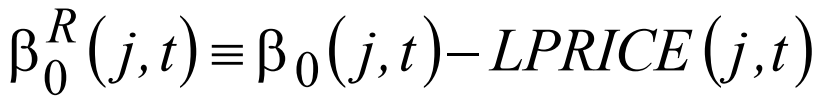 β₀ᴿ(j,t) ≡ β₀(j,t) − LPRICE(j,t)